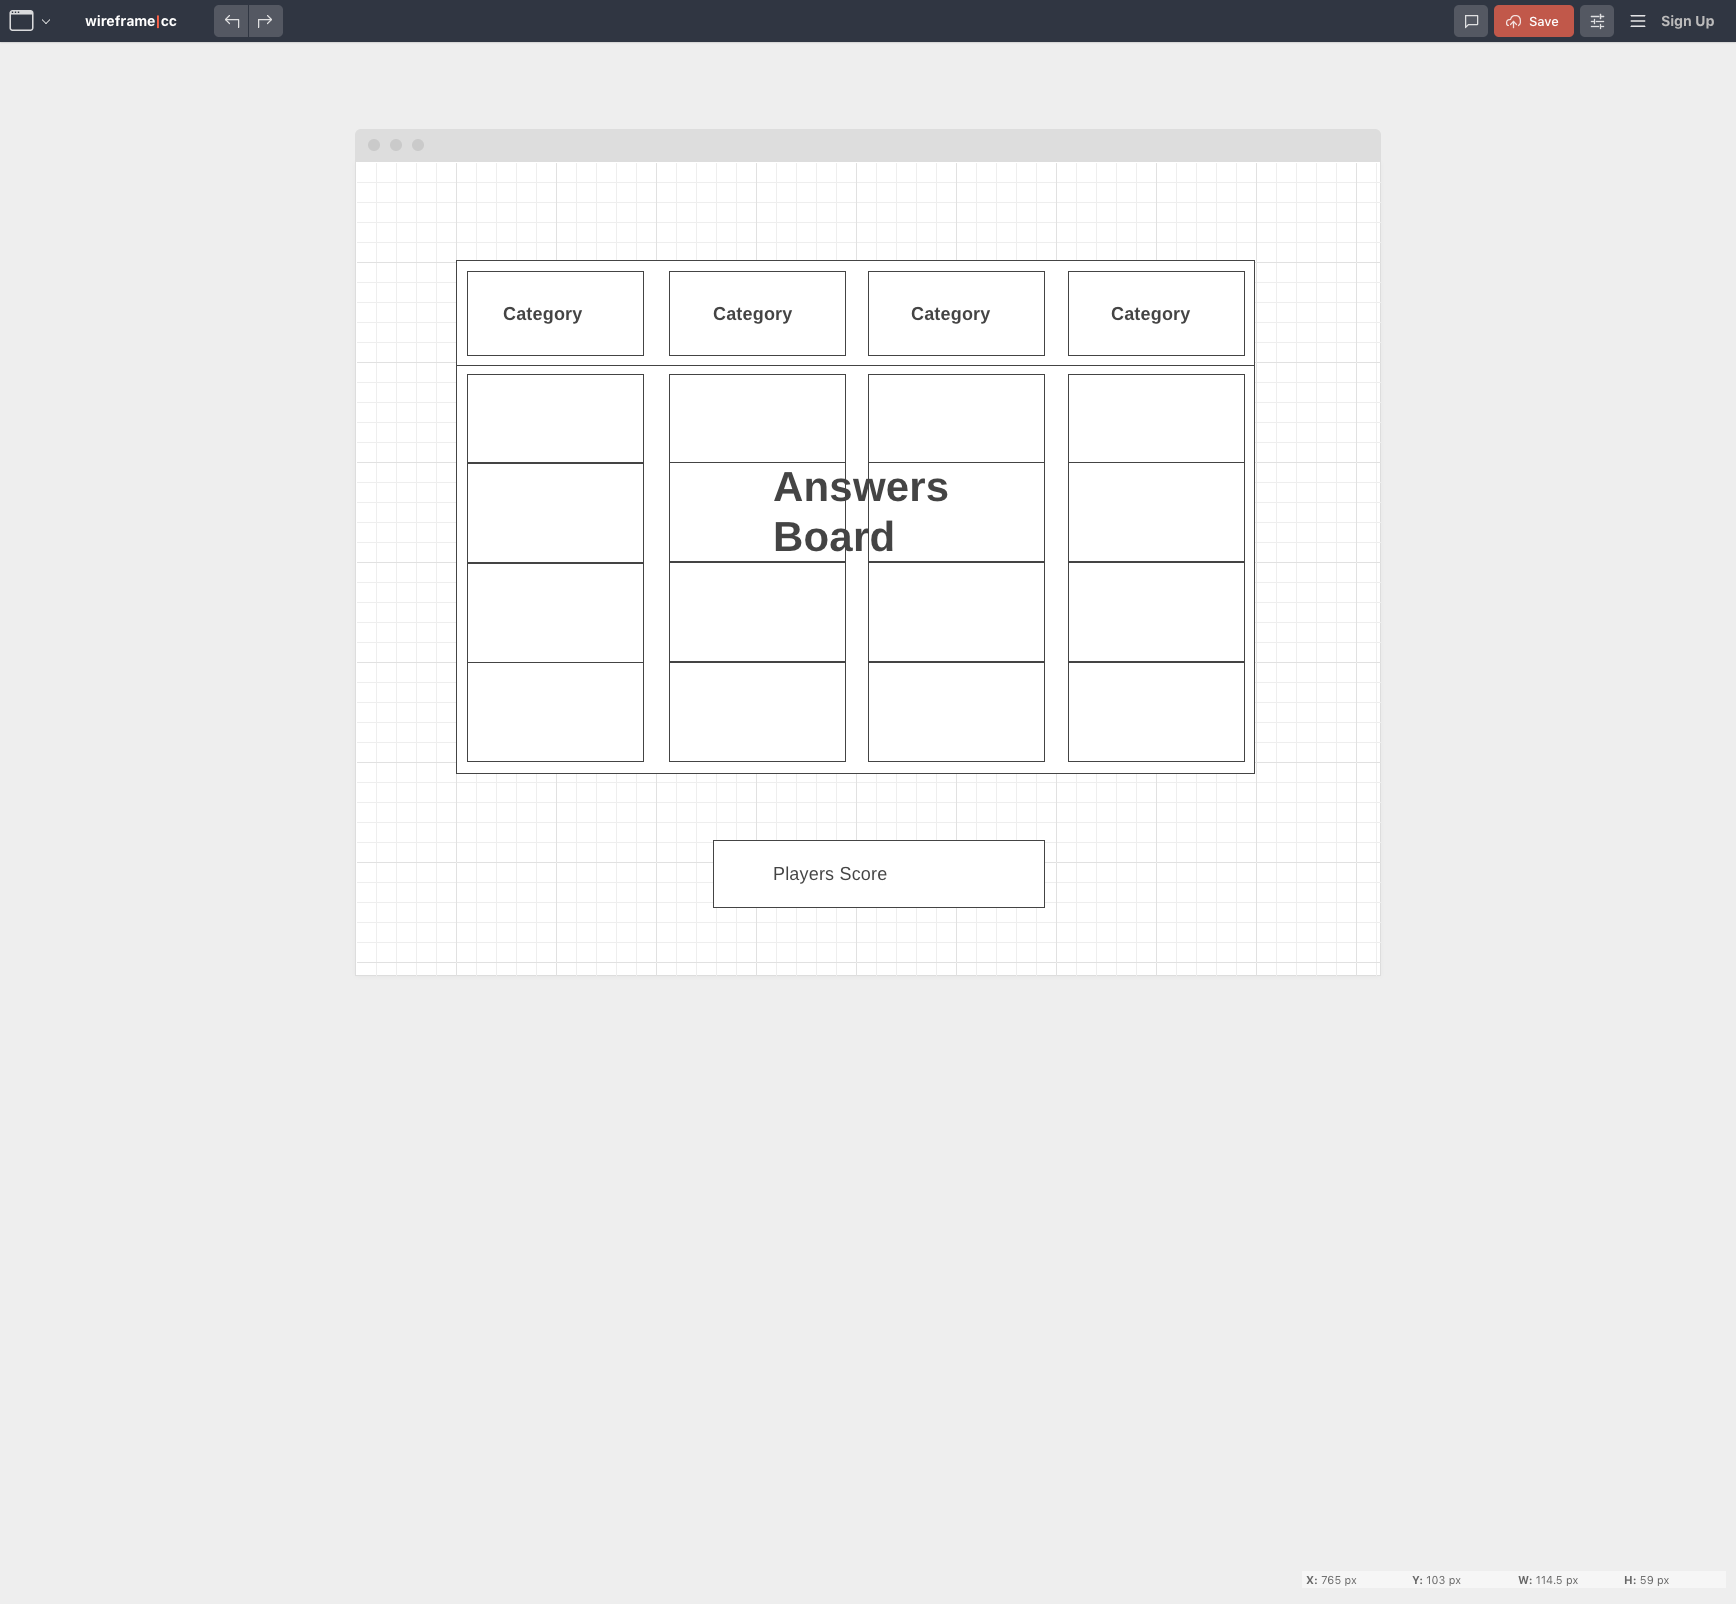 wireframe|cc
Save
Sign Up
Category Category Category Category
Answers
Board
Players Score
X: 765 px Y: 103 px W: 114.5 px H: 59 px